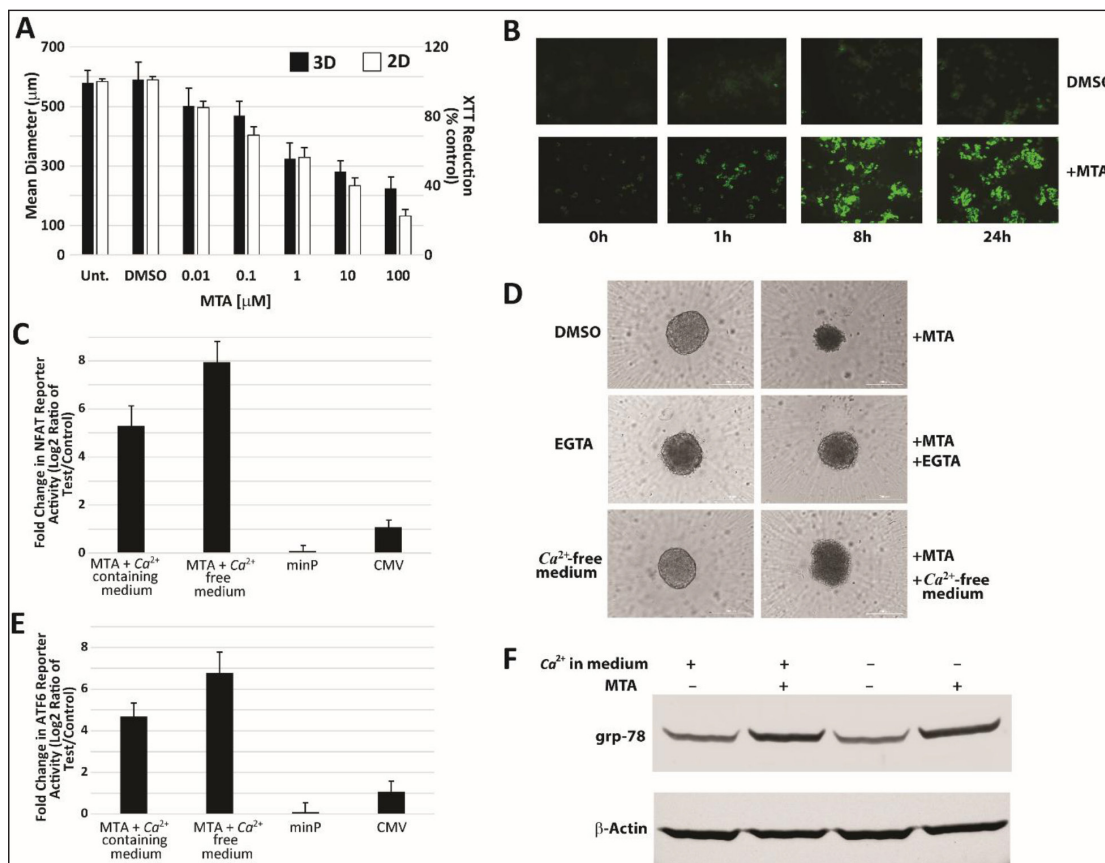 A
700
500
300
100
0
Mean Diameter (μm)
3D
2D
120
80
40
0
XTT Reduction
(% control)
Unt.
DMSO
0.01
0.1
1
10
100
MTA [μM]
B
DMSO
+MTA
0h
1h
8h
24h
C
Fold Change in NFAT Reporter
Activity (Log2 Ratio of
Test/Control)
8
6
4
2
0
MTA + Ca²⁺
containing
medium
MTA + Ca²⁺
free
medium
minP
CMV
D
DMSO
+MTA
EGTA
+MTA
+EGTA
Ca²⁺-free
medium
+MTA
+Ca²⁺-free
medium
E
Fold Change in ATF6 Reporter
Activity (Log2 Ratio of
Test/Control)
8
6
4
2
0
MTA + Ca²⁺
containing
medium
MTA + Ca²⁺
free
medium
minP
CMV
F
Ca²⁺ in medium + + – –
MTA – + – +
grp-78
β-Actin